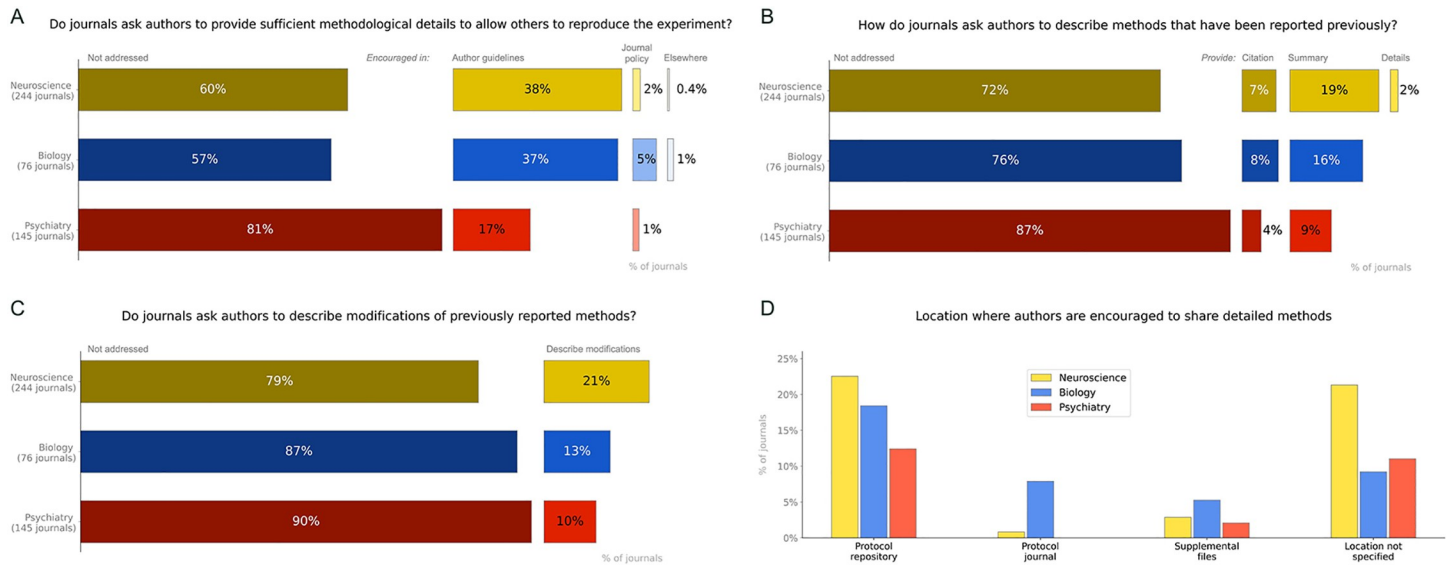 A
Do journals ask authors to provide sufficient methodological details to allow others to reproduce the experiment?
Not addressed
Encouraged in:
Author guidelines
Journal
policy
Elsewhere
Neuroscience
(244 journals)
60%
38%
2%
0.4%
Biology
(76 journals)
57%
37%
5%
1%
Psychiatry
(145 journals)
81%
17%
1%
% of journals
B
How do journals ask authors to describe methods that have been reported previously?
Not addressed
Provide:
Citation
Summary
Details
Neuroscience
(244 journals)
72%
7%
19%
2%
Biology
(76 journals)
76%
8%
16%
Psychiatry
(145 journals)
87%
4%
9%
% of journals
C
Do journals ask authors to describe modifications of previously reported methods?
Not addressed
Describe modifications
Neuroscience
(244 journals)
79%
21%
Biology
(76 journals)
87%
13%
Psychiatry
(145 journals)
90%
10%
% of journals
D
Location where authors are encouraged to share detailed methods
% of journals
25%
20%
15%
10%
5%
0%
Neuroscience
Biology
Psychiatry
Protocol
repository
Protocol
journal
Supplemental
files
Location not
specified